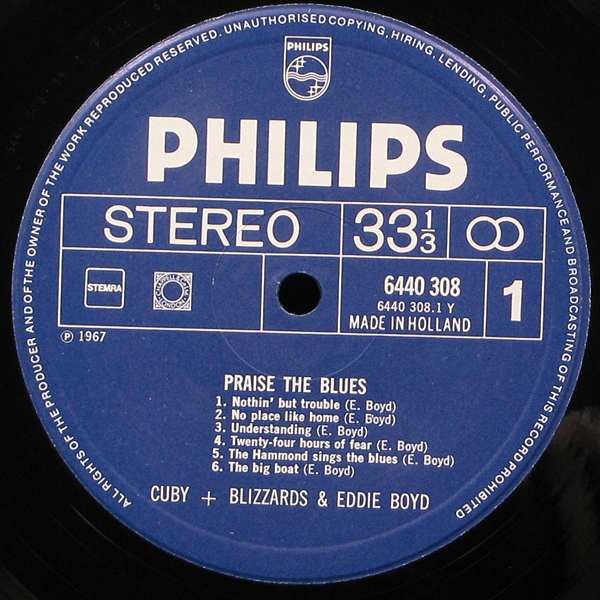 ALL RIGHTS OF THE PRODUCER AND OF THE OWNER OF THE WORK REPRODUCED RESERVED. UNAUTHORISED COPYING, HIRING, LENDING, PUBLIC PERFORMANCE AND BROADCASTING OF THIS RECORD PROHIBITED
PHILIPS
PHILIPS
STEREO 33 1/3
STEMRA
6440 308
6440 308.1 Y
MADE IN HOLLAND
1
℗ 1967
PRAISE THE BLUES
1. Nothin' but trouble (E. Boyd)
2. No place like home (E. Boyd)
3. Understanding (E. Boyd)
4. Twenty-four hours of fear (E. Boyd)
5. The Hammond sings the blues (E. Boyd)
6. The big boat (E. Boyd)
CUBY + BLIZZARDS & EDDIE BOYD